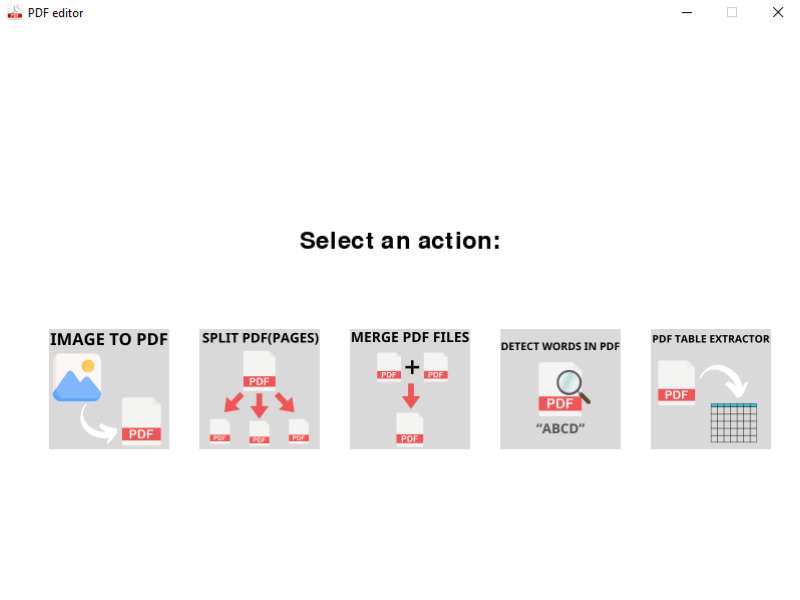 PDF editor
Select an action:
IMAGE TO PDF
PDF
SPLIT PDF(PAGES)
PDF
PDF
PDF
PDF
MERGE PDF FILES
PDF
+
PDF
PDF
DETECT WORDS IN PDF
PDF
“ABCD”
PDF TABLE EXTRACTOR
PDF